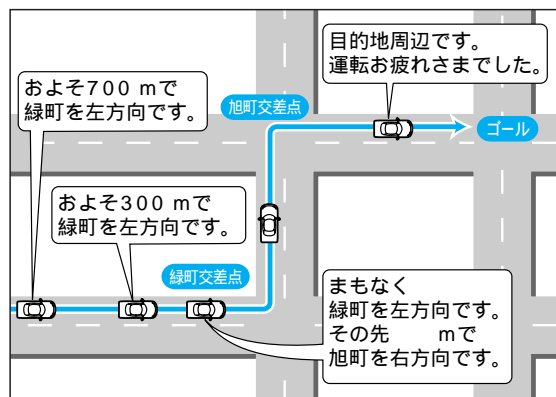 およそ700 mで
緑町を左方向です。
旭町交差点
目的地周辺です。
運転お疲れさまでした。
ゴール
およそ300 mで
緑町を左方向です。
緑町交差点
まもなく
緑町を左方向です。
その先　　mで
旭町を右方向です。